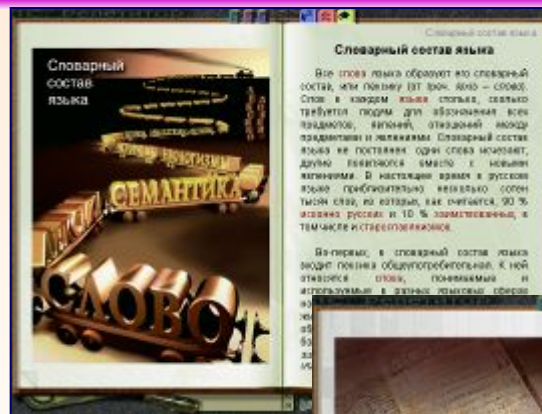 Словарный
состав
языка
СЕМАНТИКА
СЛОВО
Словарный состав языка
Словарный состав языка
Все слова языка образуют его словарный
состав, или лексику (от греч. – слово).
Слов в каждом языке столько, сколько
требуется людям для обозначения всех
предметов, явлений, отношений между
предметами и явлениями. Словарный состав
языка не постоянен: одни слова исчезают,
другие появляются вместе с новыми
явлениями. В настоящее время в русском
языке приблизительно несколько сотен
тысяч слов, из которых, как считается, 90 %
исконно русских и 10 % заимствованных, в
том числе и старославянизмов.
Во-первых, в словарный состав языка
входит лексика общеупотребительная. К ней
относятся слова, понимаемые и
используемые в разных языковых сферах